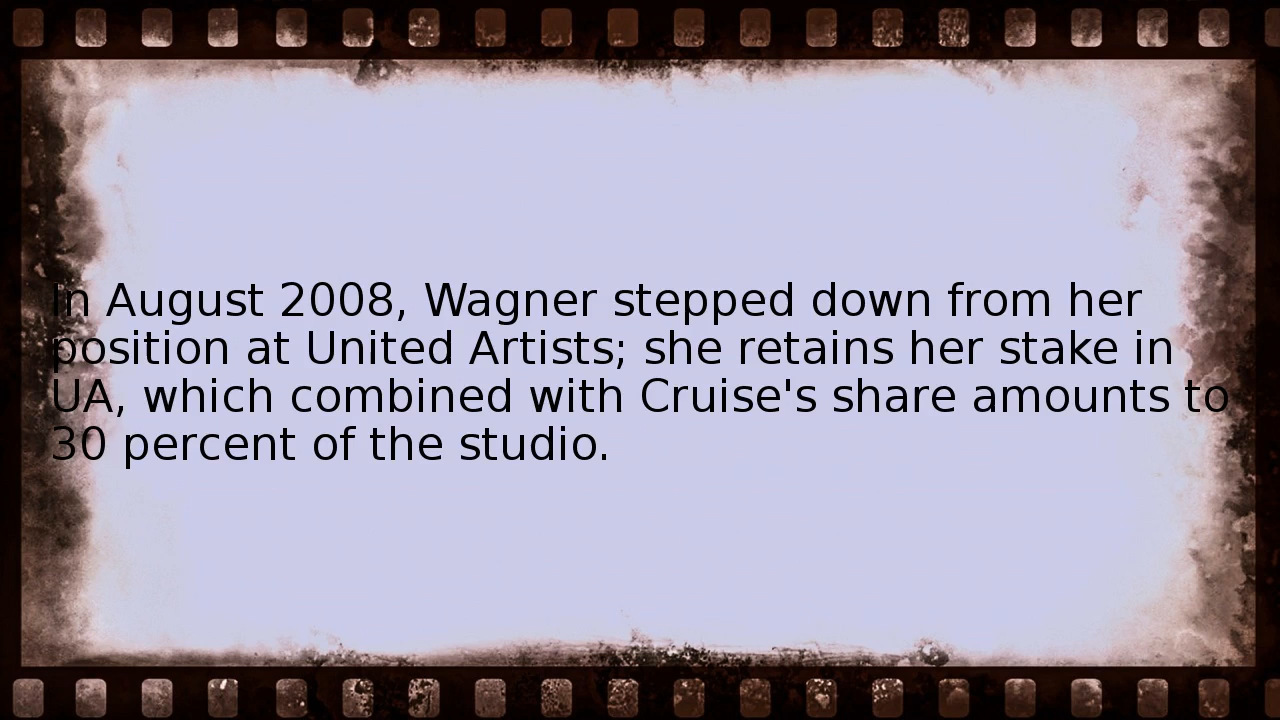 In August 2008, Wagner stepped down from her
position at United Artists; she retains her stake in
UA, which combined with Cruise's share amounts to
30 percent of the studio.